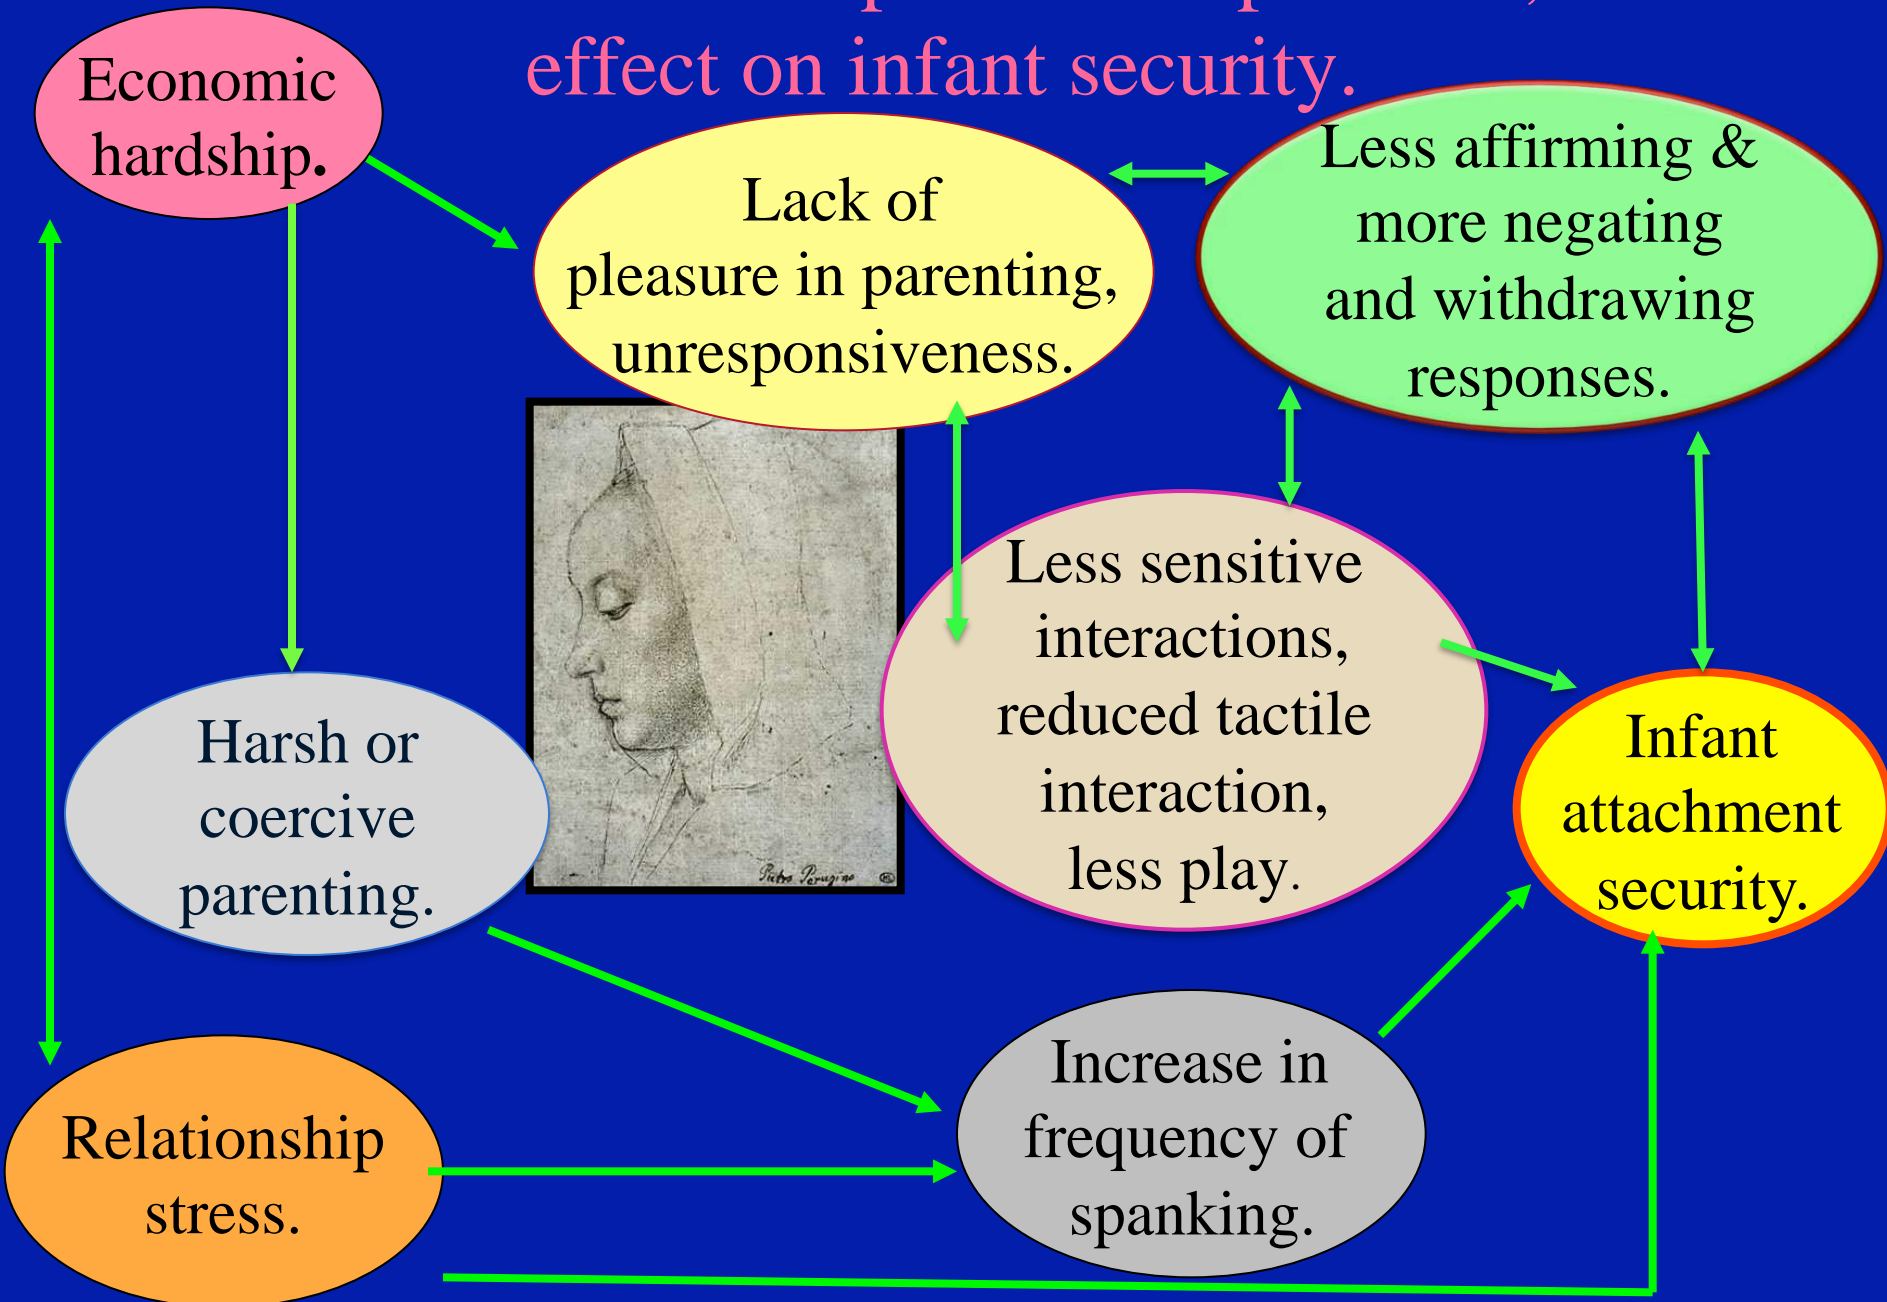 effect on infant security.
Economic
hardship.
Lack of
pleasure in parenting,
unresponsiveness.
Less affirming &
more negating
and withdrawing
responses.
Less sensitive
interactions,
reduced tactile
interaction,
less play.
Harsh or
coercive
parenting.
Infant
attachment
security.
Pietro Perugino
Increase in
frequency of
spanking.
Relationship
stress.